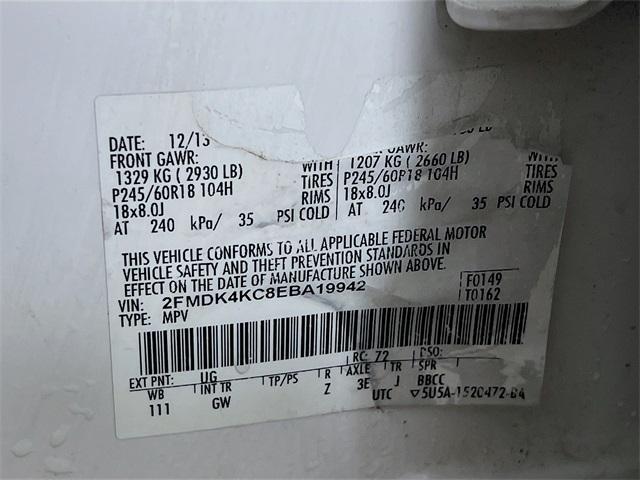 DATE: 12/13
FRONT GAWR: GAWR:
1329 KG ( 2930 LB) WITH 1207 KG ( 2660 LB) WITH
P245/60R18 104H TIRES P245/60R18 104H TIRES
18x8.0J RIMS 18x8.0J RIMS
AT 240 kPa/ 35 PSI COLD AT 240 kPa/ 35 PSI COLD
THIS VEHICLE CONFORMS TO ALL APPLICABLE FEDERAL MOTOR
VEHICLE SAFETY AND THEFT PREVENTION STANDARDS IN
EFFECT ON THE DATE OF MANUFACTURE SHOWN ABOVE.
VIN: 2FMDK4KC8EBA19942 F0149
TYPE: MPV T0162
RC: 72 DSO:
EXT PNT: UG R AXLE TR SPR
WB INT TR TP/PS R 3E J BBCC
111 GW Z UTC ▽5U5A-1520472-BA